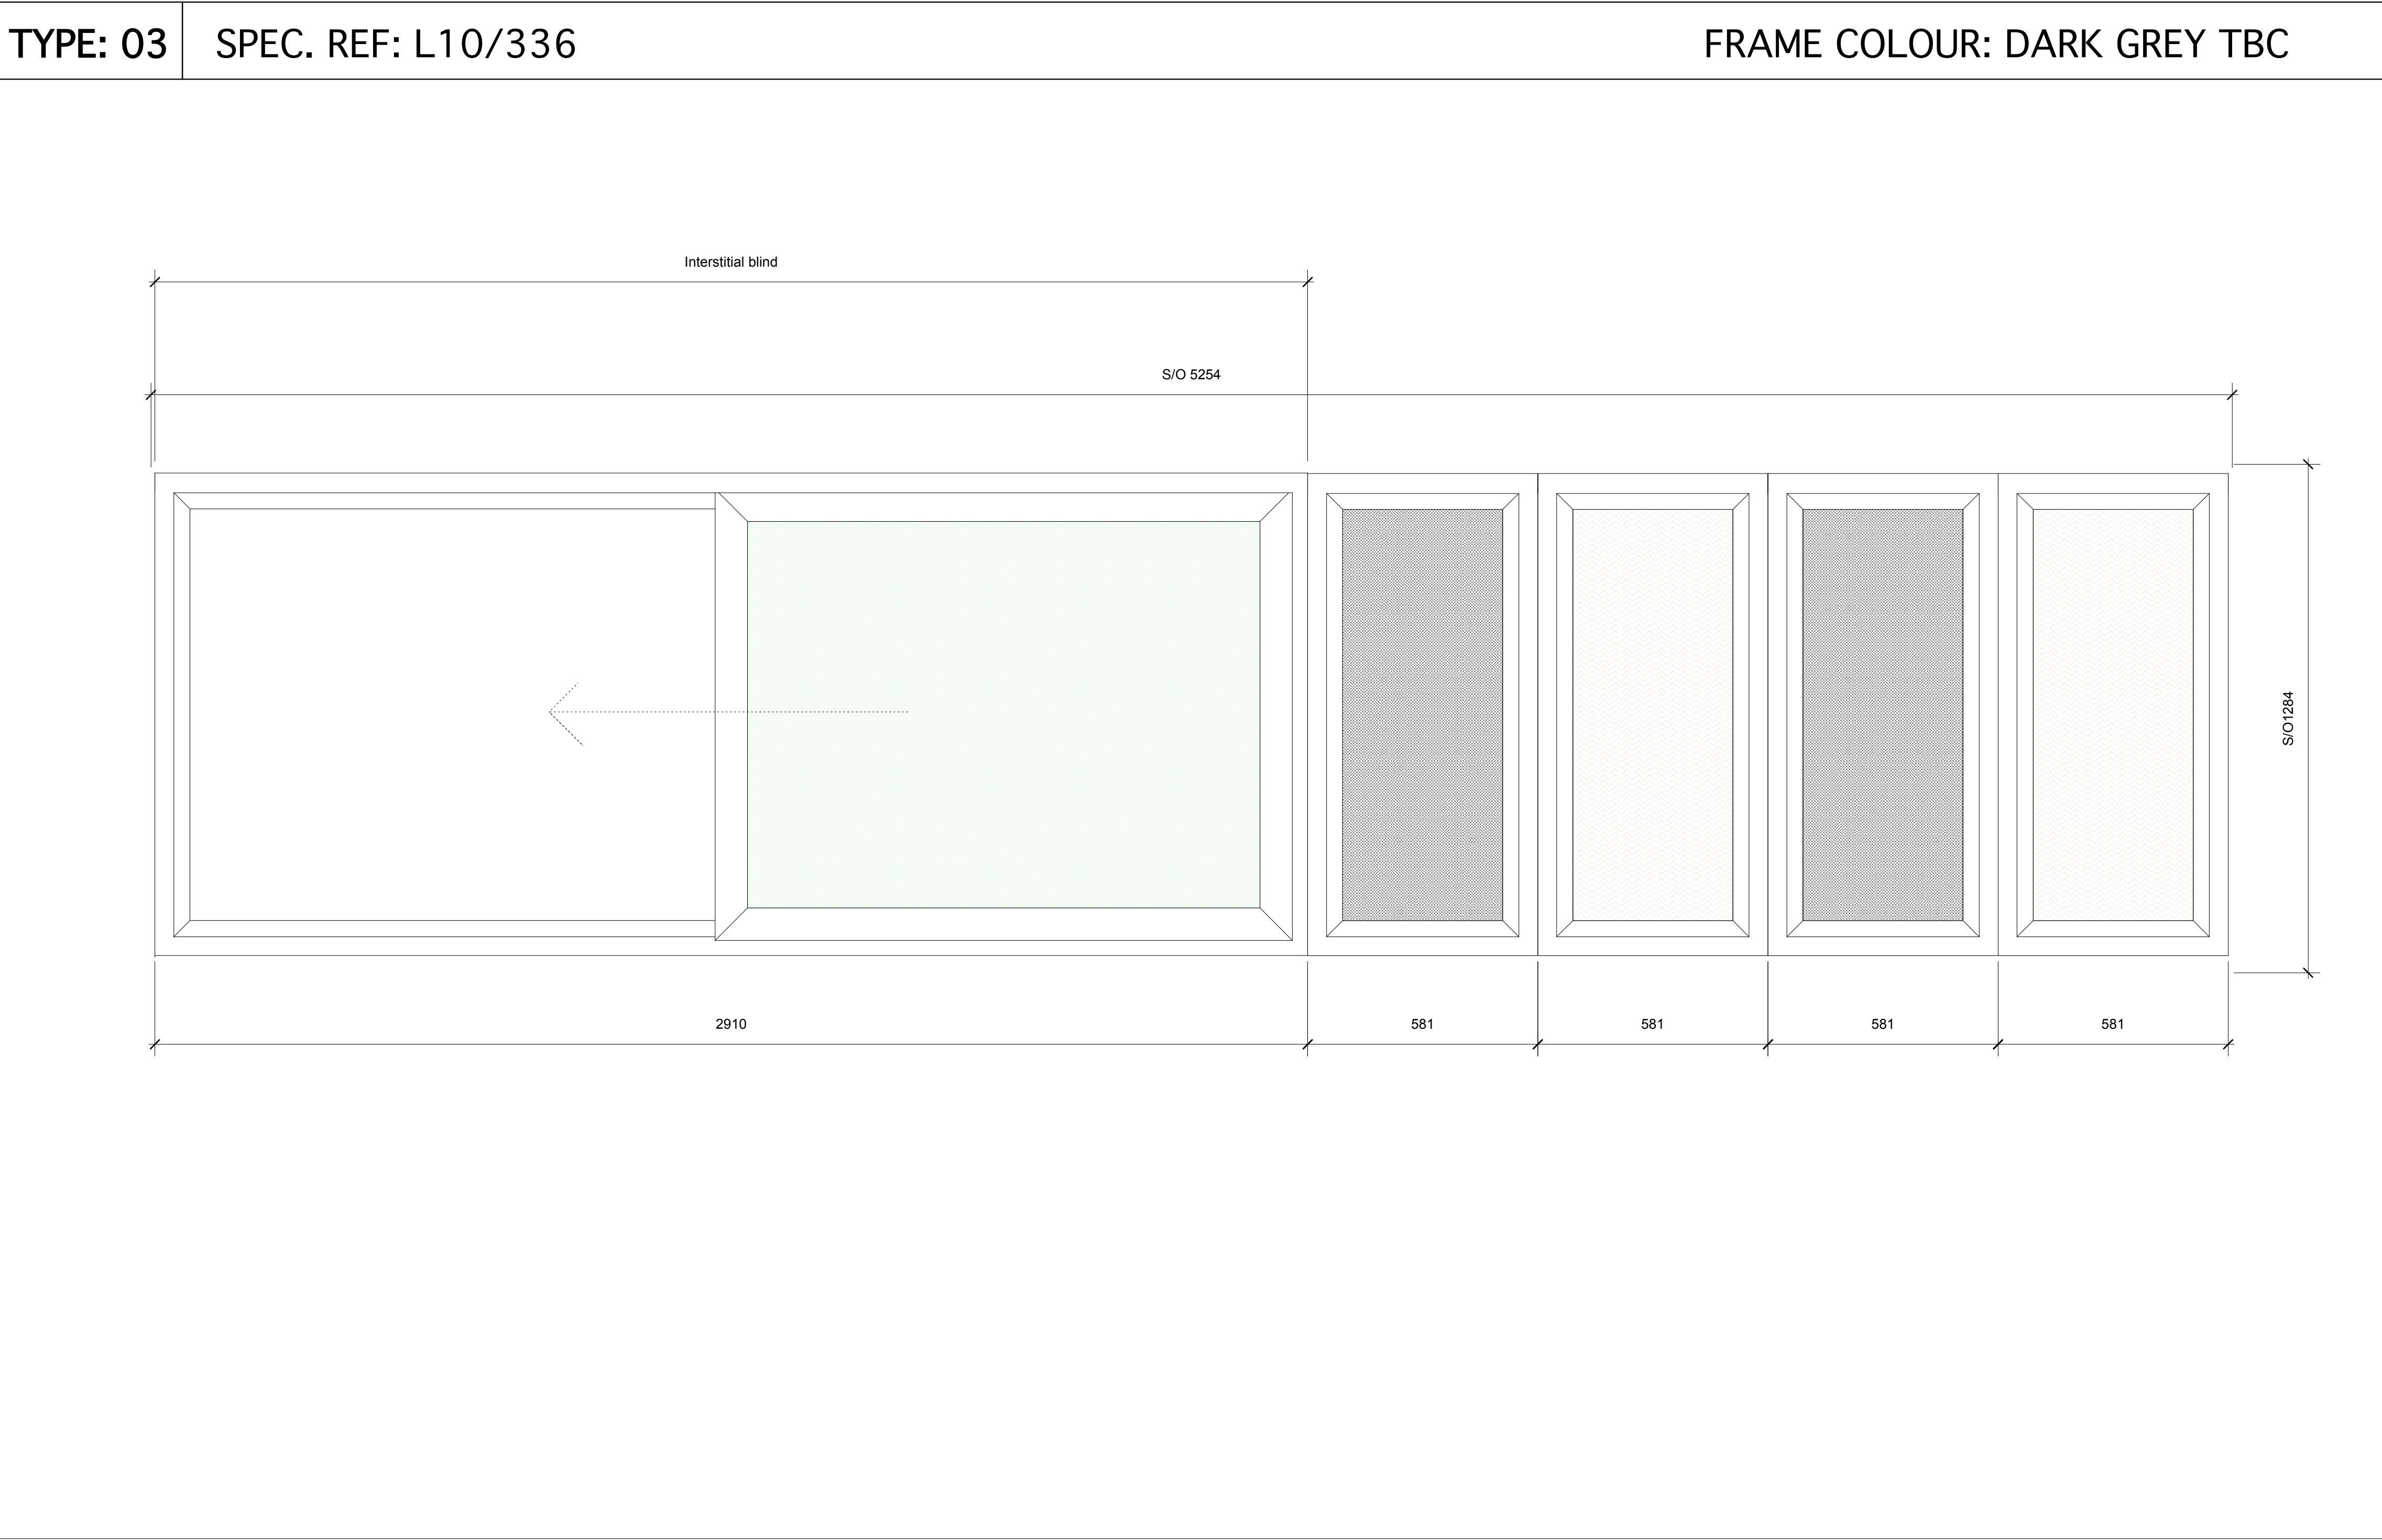 TYPE: 03
SPEC. REF: L10/336
FRAME COLOUR: DARK GREY TBC
Interstitial blind
S/O 5254
S/O1284
2910
581
581
581
581